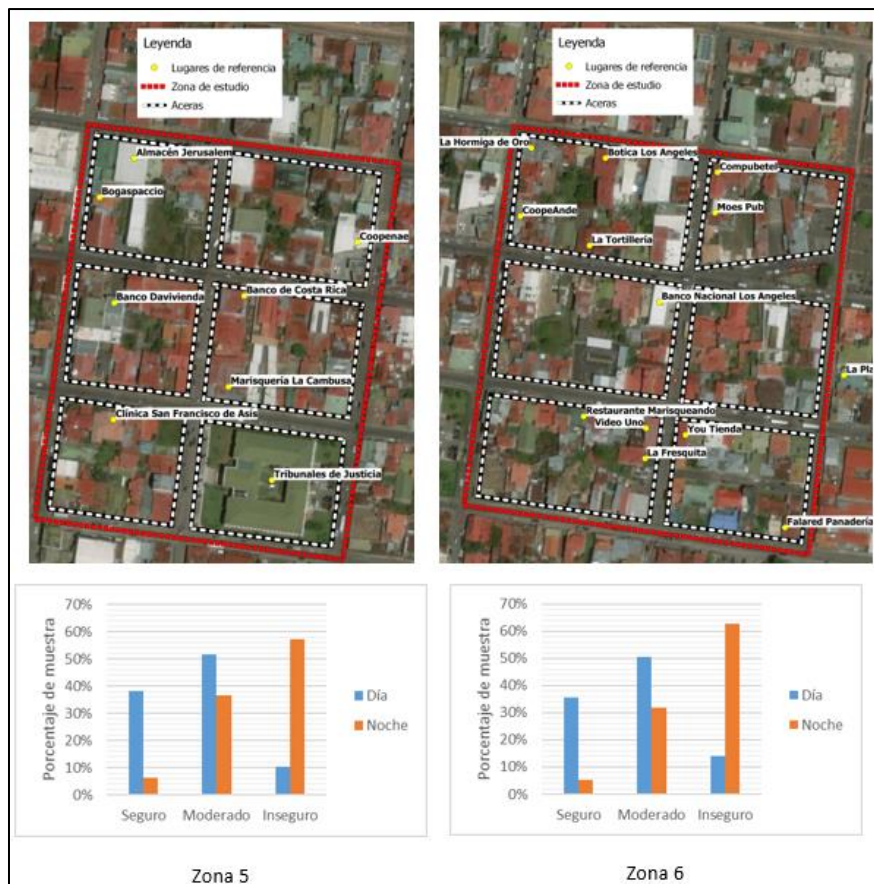 Leyenda
Lugares de referencia
Zona de estudio
Aceras
Almacén Jerusalem
Bogaspaccio
Coopenae
Banco de Costa Rica
Banco Davivienda
Marisquería La Cambusa
Clínica San Francisco de Asís
Tribunales de Justicia
Leyenda
Lugares de referencia
Zona de estudio
Aceras
La Hormiga de Oro
Botica Los Angeles
Compubetel
CoopeAnde
Moes Pub
La Tortillería
Banco Nacional Los Angeles
La Pla
Restaurante Marisqueando
Video Uno
You Tienda
La Fresquita
Falared Panadería
Porcentaje de muestra
70%
60%
50%
40%
30%
20%
10%
0%
Seguro Moderado Inseguro
Día
Noche
Zona 5
Porcentaje de muestra
70%
60%
50%
40%
30%
20%
10%
0%
Seguro Moderado Inseguro
Día
Noche
Zona 6